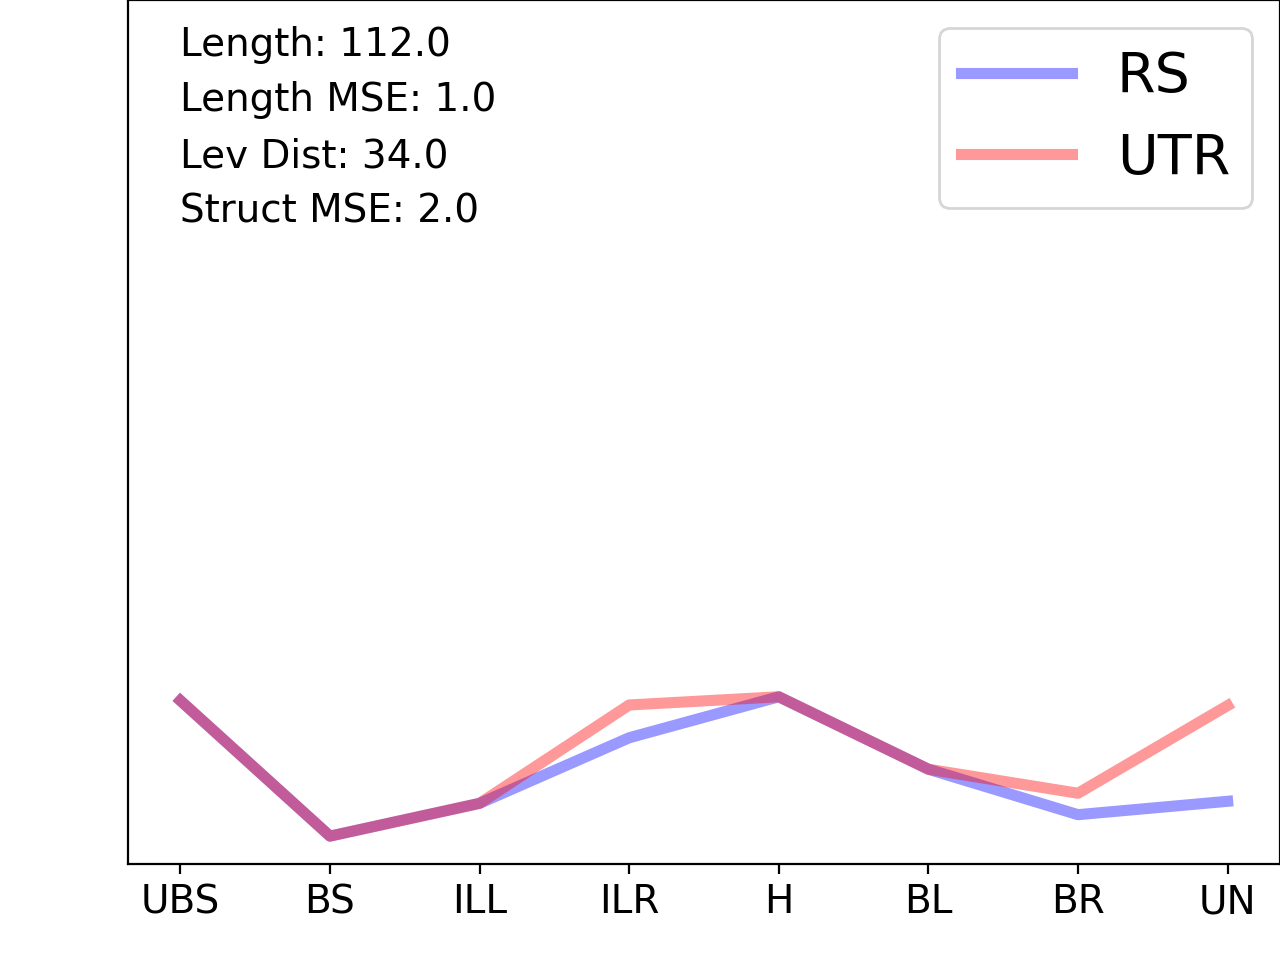 Length: 112.0
Length MSE: 1.0
Lev Dist: 34.0
Struct MSE: 2.0
RS
UTR
UBS BS ILL ILR H BL BR UN